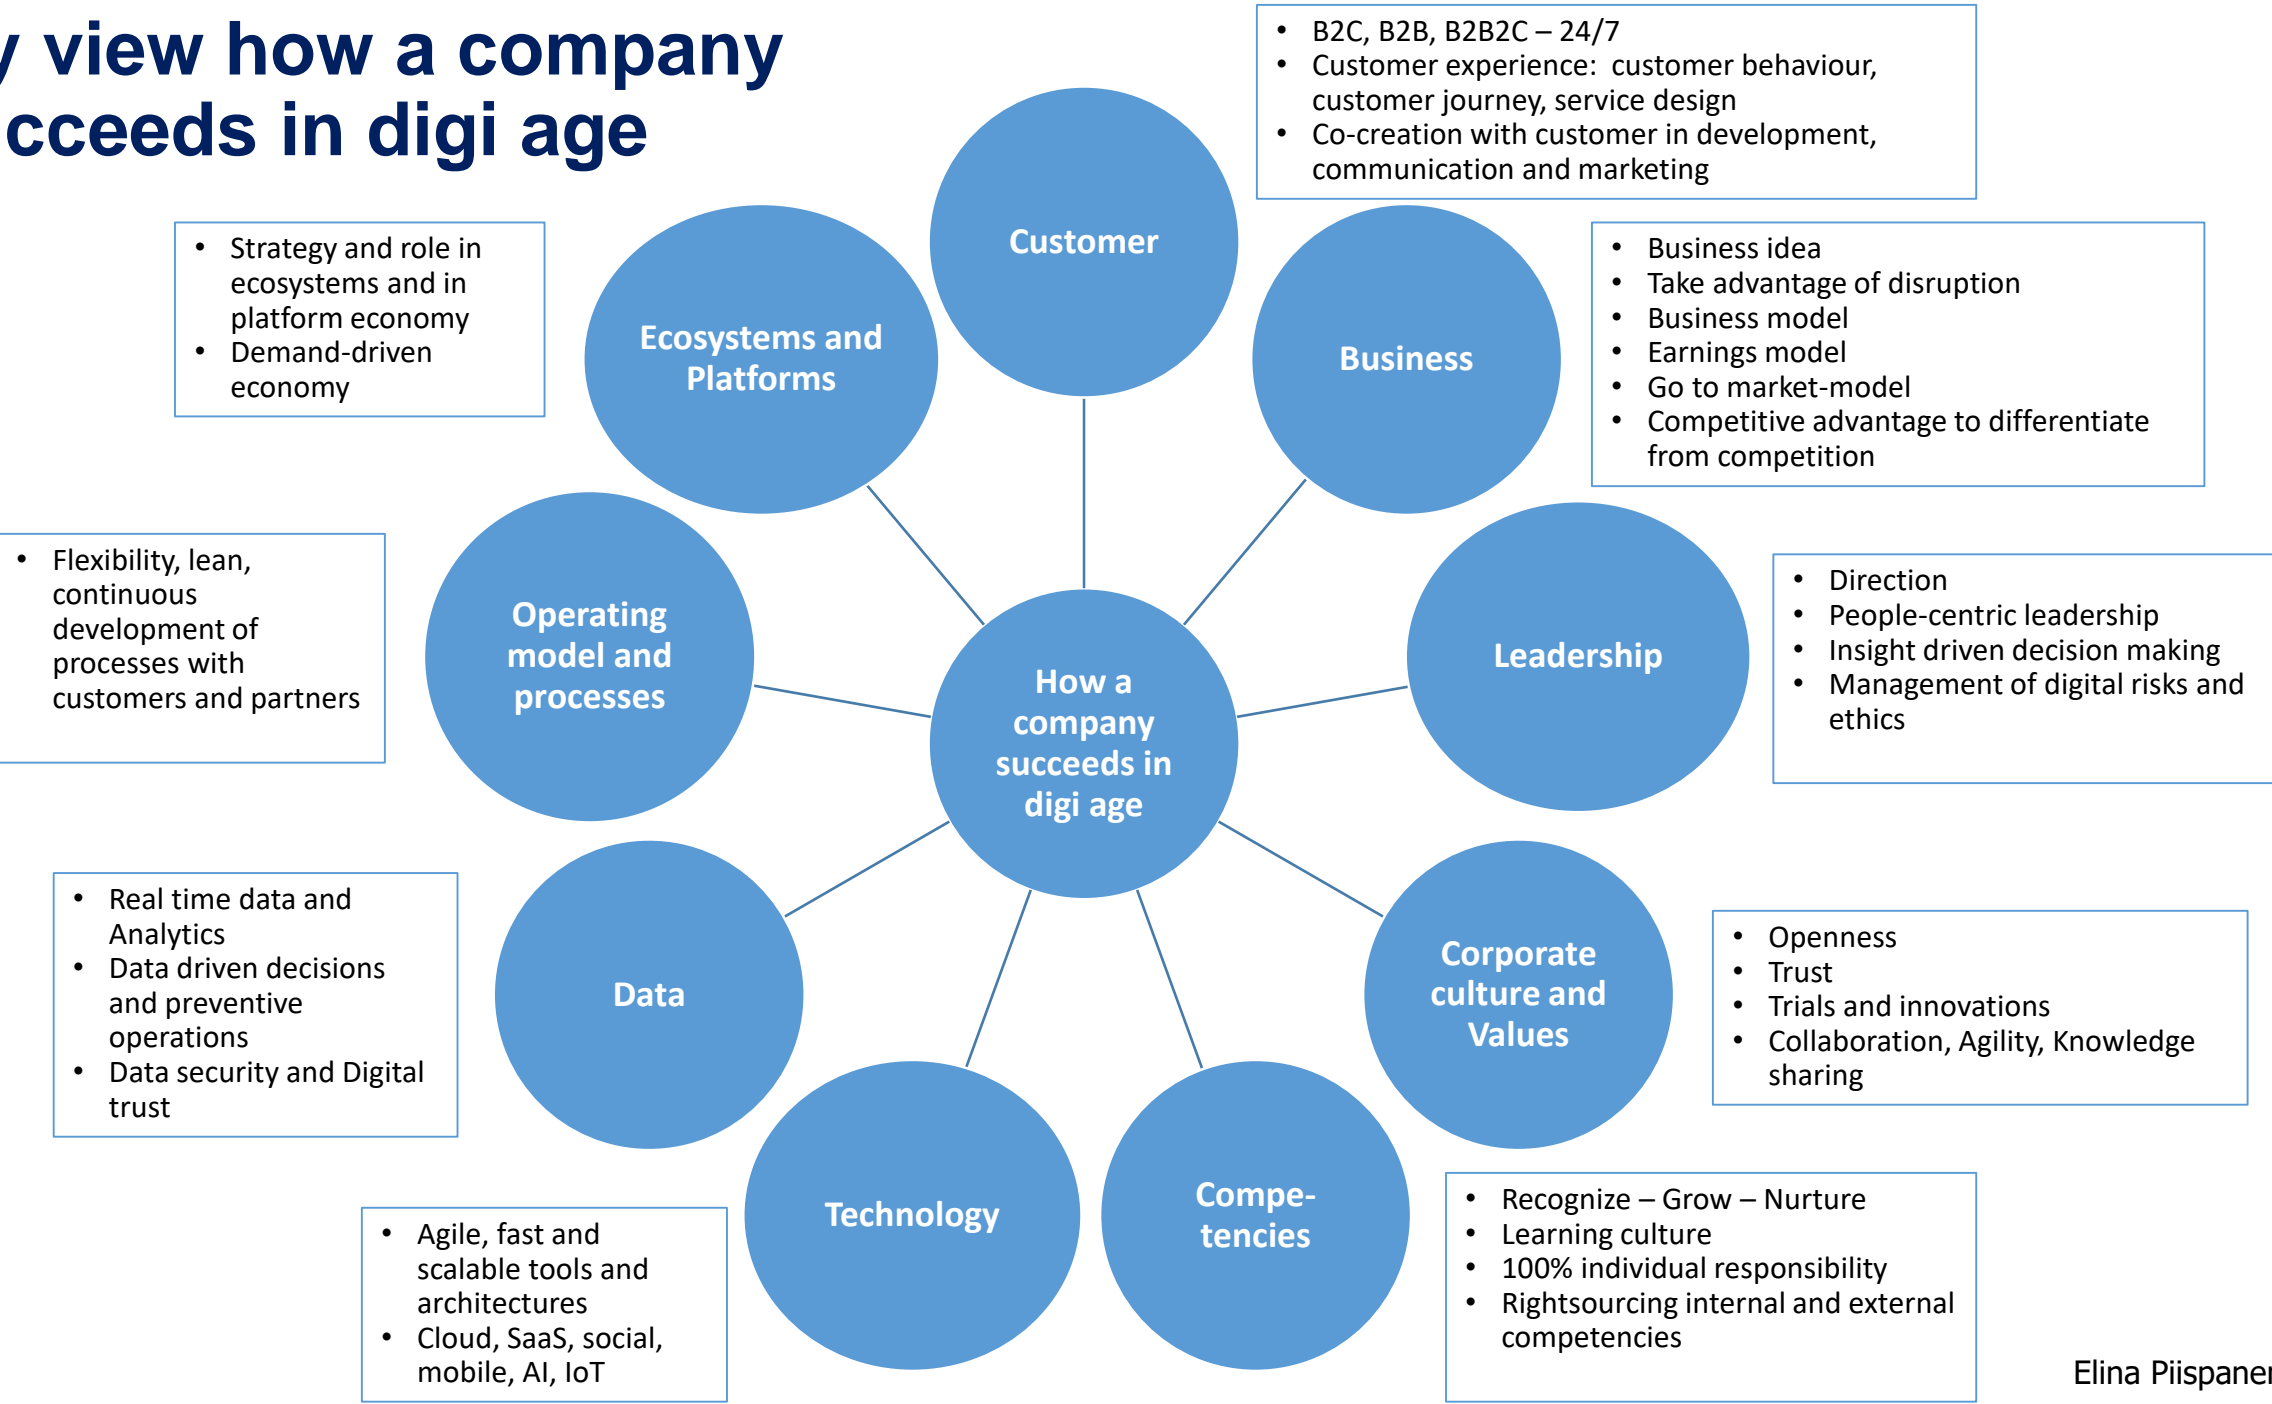 y view how a company
cceeds in digi age
• B2C, B2B, B2B2C – 24/7
• Customer experience: customer behaviour,
customer journey, service design
• Co-creation with customer in development,
communication and marketing
Customer
• Strategy and role in
ecosystems and in
platform economy
• Demand-driven
economy
Ecosystems and
Platforms
Business
• Business idea
• Take advantage of disruption
• Business model
• Earnings model
• Go to market-model
• Competitive advantage to differentiate
from competition
• Flexibility, lean,
continuous
development of
processes with
customers and partners
Operating
model and
processes
How a
company
succeeds in
digi age
Leadership
• Direction
• People-centric leadership
• Insight driven decision making
• Management of digital risks and
ethics
• Real time data and
Analytics
• Data driven decisions
and preventive
operations
• Data security and Digital
trust
Data
Corporate
culture and
Values
• Openness
• Trust
• Trials and innovations
• Collaboration, Agility, Knowledge
sharing
• Agile, fast and
scalable tools and
architectures
• Cloud, SaaS, social,
mobile, AI, IoT
Technology
Compe-
tencies
• Recognize – Grow – Nurture
• Learning culture
• 100% individual responsibility
• Rightsourcing internal and external
competencies
Elina Piispanen